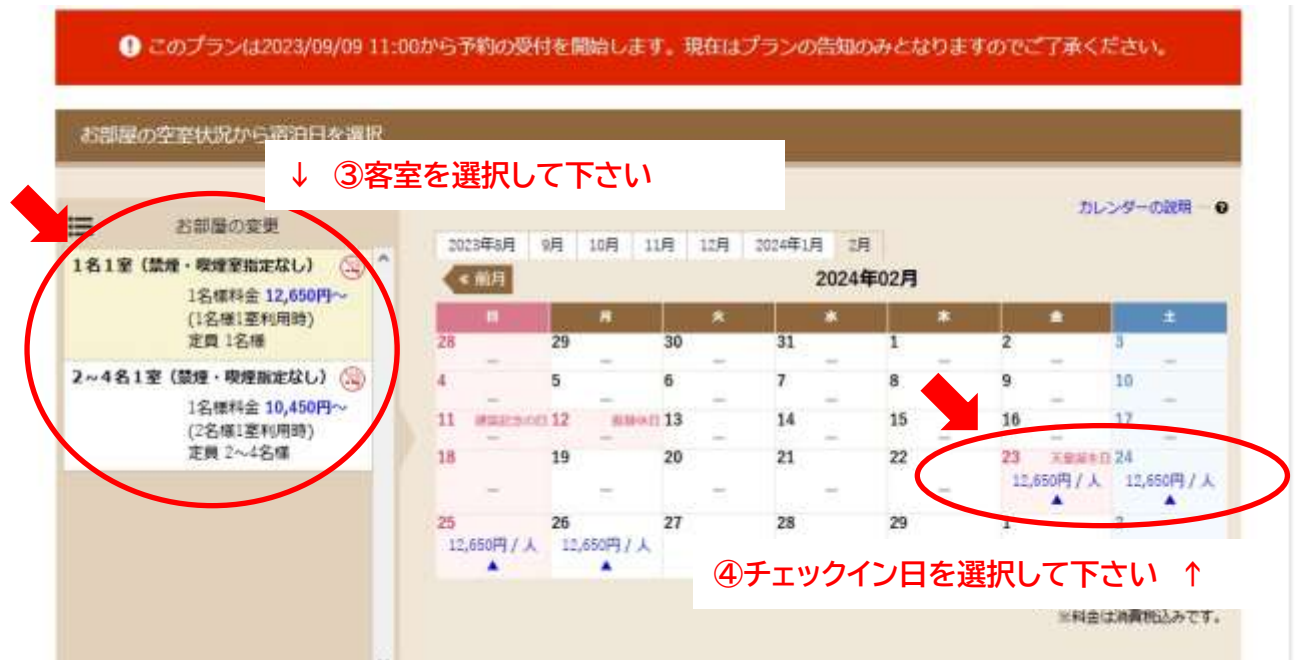 このプランは2023/09/09 11:00から予約の受付を開始します。現在はプランの告知のみとなりますのでご了承ください。
お部屋の空室状況から宿泊日を選択
↓ ③客室を選択して下さい
カレンダーの説明
お部屋の変更
1名1室（禁煙・喫煙室指定なし）
1名様料金 12,650円～
(1名様1室利用時)
定員 1名様
2～4名1室（禁煙・喫煙指定なし）
1名様料金 10,450円～
(2名様1室利用時)
定員 2～4名様
2023年8月 9月 10月 11月 12月 2024年1月 2月
« 前月
2024年02月
日 月 火 水 木 金 土
28 29 30 31 1 2 3
— — — — — — —
4 5 6 7 8 9 10
— — — — — — —
11 建国記念の日 12 振替休日 13 14 15 16 17
— — — — — — —
18 19 20 21 22 23 天皇誕生日 24
— — — — — 12,650円 / 人 12,650円 / 人
▲ ▲
25 26 27 28 29 1 2
12,650円 / 人 12,650円 / 人
▲ ▲
④チェックイン日を選択して下さい ↑
※料金は消費税込みです。